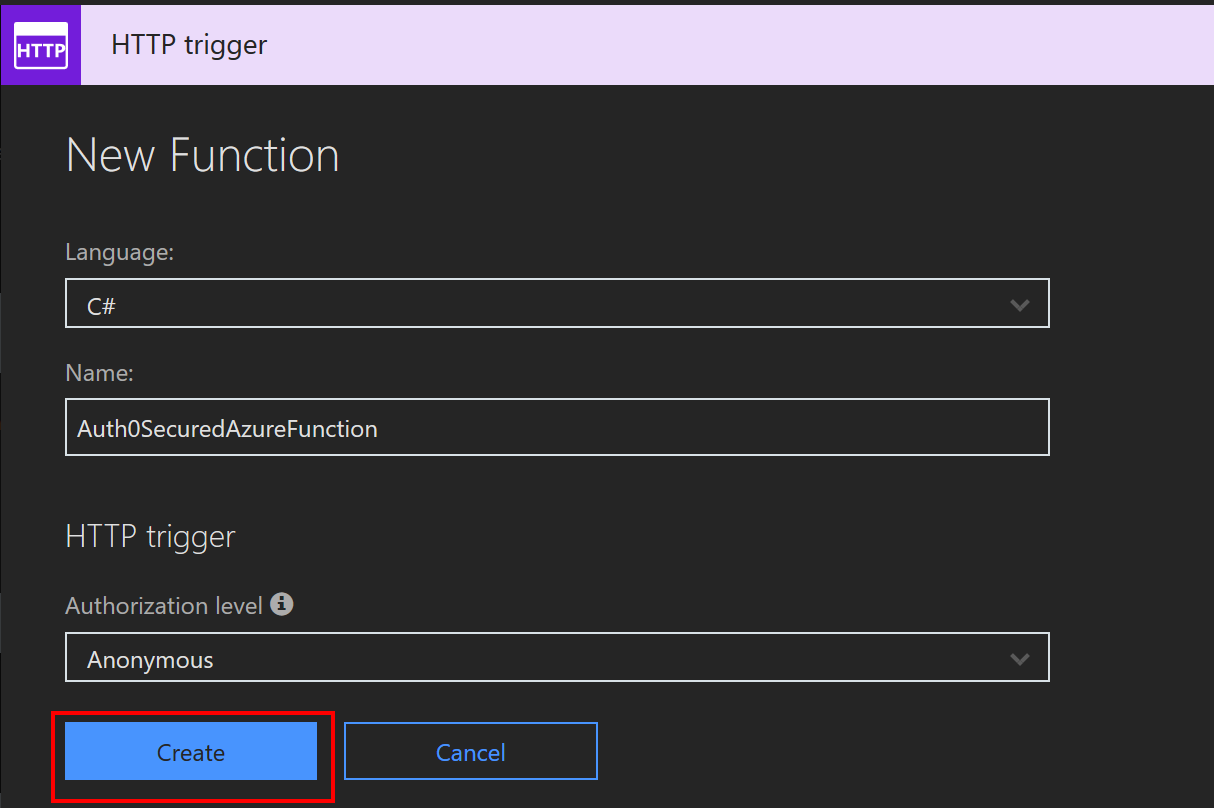 HTTP
HTTP trigger
New Function
Language:
C#
Name:
Auth0SecuredAzureFunction
HTTP trigger
Authorization level
Anonymous
Create
Cancel